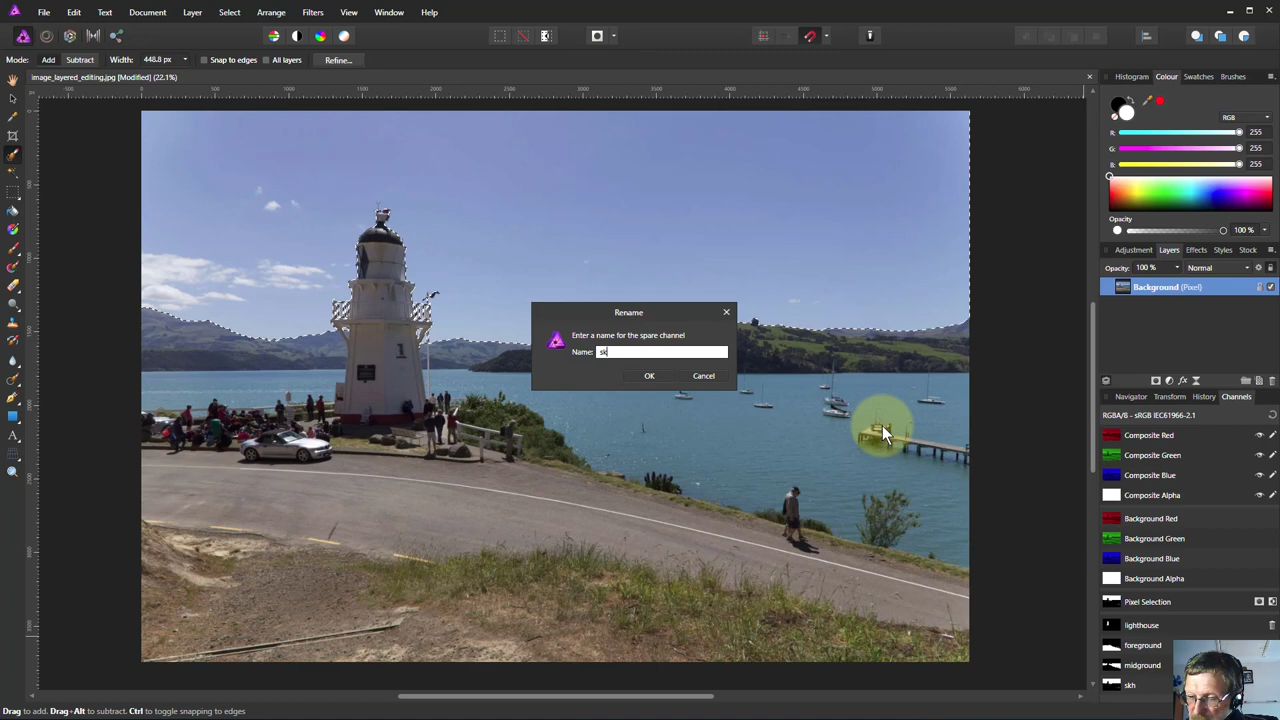 File Edit Text Document Layer Select Arrange Filters View Window Help
Mode: Add Subtract Width: 448.8 px Snap to edges All layers Refine...
image_layered_editing.jpg [Modified] (22.1%)
Histogram Colour Swatches Brushes
RGB
R: 255
G: 255
B: 255
Opacity
100 %
Adjustment Layers Effects Styles Stock
Opacity: 100 % Normal
Background (Pixel)
Rename
Enter a name for the spare channel
Name: sk
OK Cancel
Navigator Transform History Channels
RGBA/8 - sRGB IEC61966-2.1
Composite Red
Composite Green
Composite Blue
Composite Alpha
Background Red
Background Green
Background Blue
Background Alpha
Pixel Selection
lighthouse
foreground
midground
skh
Drag to add. Drag+Alt to subtract. Ctrl to toggle snapping to edges